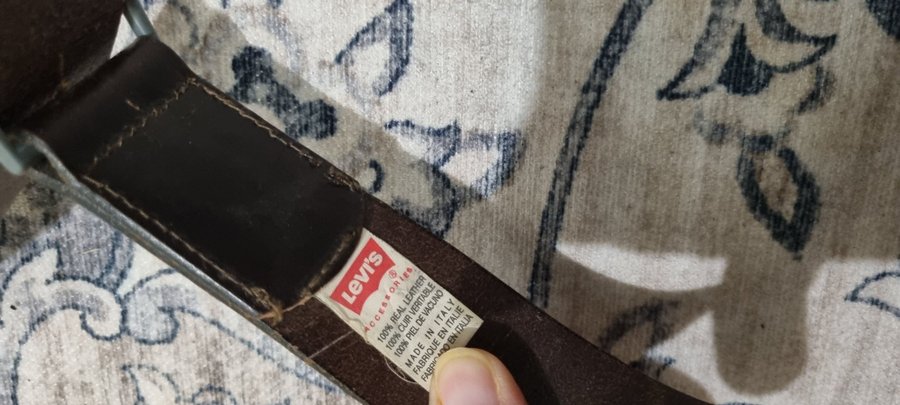 Levi's
®
ACCESSORIES
100% REAL LEATHER
100% CUIR VERITABLE
100% PIEL DE VACUNO
MADE IN ITALY
FABRIQUE EN ITALIE
FABRICADO EN ITALIA